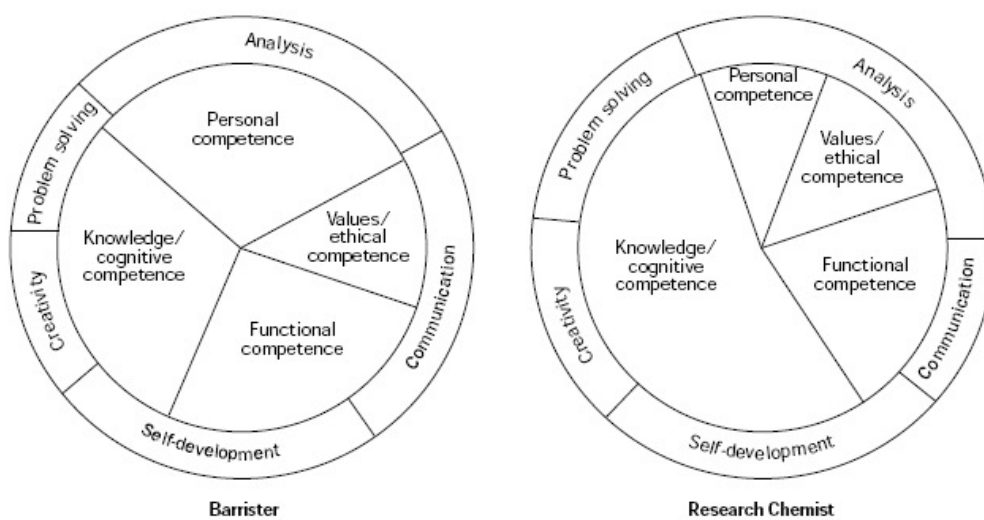 Analysis
Personal
competence
Problem solving
Values/
ethical
competence
Knowledge/
cognitive
competence
Communication
Creativity
Functional
competence
Self-development
Barrister
Analysis
Personal
competence
Problem solving
Values/
ethical
competence
Knowledge/
cognitive
competence
Functional
competence
Creativity
Communication
Self-development
Research Chemist